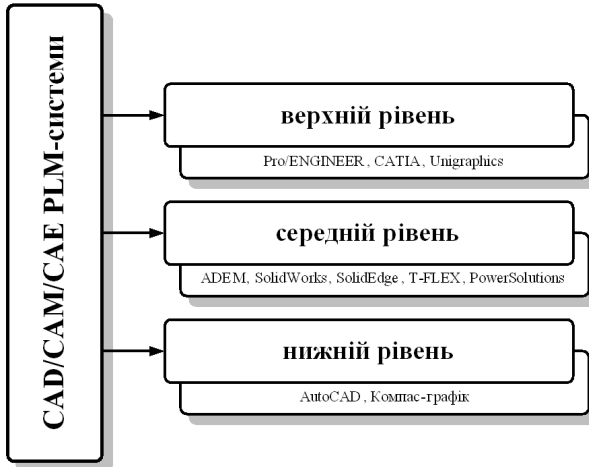 CAD/CAM/CAE PLM-системи
верхній рівень
Pro/ENGINEER, CATIA, Unigraphics
середній рівень
ADEM, SolidWorks, SolidEdge, T-FLEX, PowerSolutions
нижній рівень
AutoCAD, Компас-графік